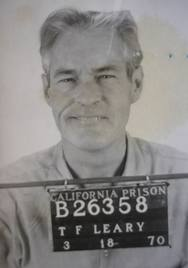 CALIFORNIA PRISON
B26358
T F LEARY
3 18 70